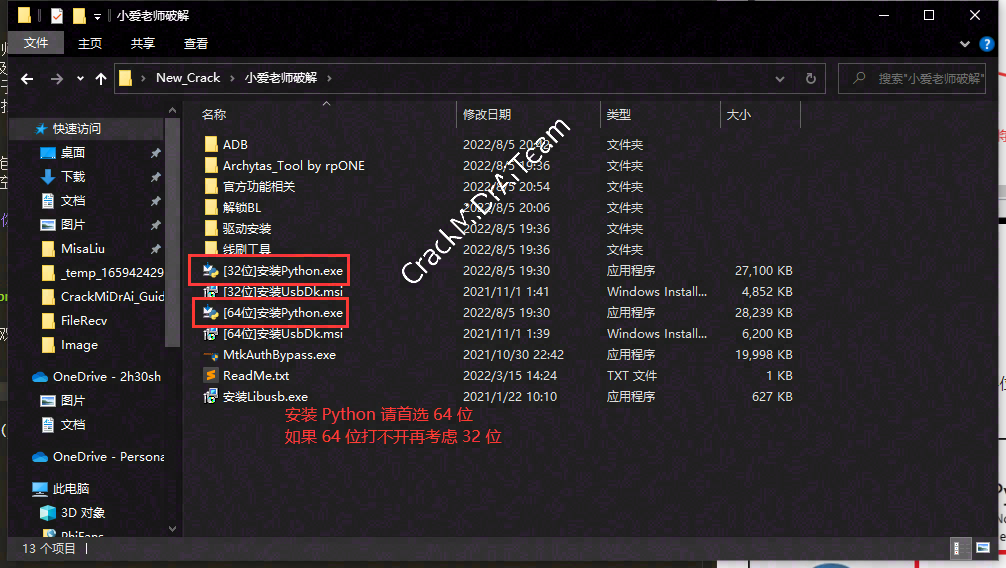 小爱老师破解
文件 主页 共享 查看
New_Crack 小爱老师破解 搜索"小爱老师破解"
名称 修改日期 类型 大小
快速访问
桌面
下载
文档
图片
MisaLiu
_temp_165942429
CrackMiDrAi_Guid
FileRecv
Image
OneDrive - 2h30sh
图片
文档
OneDrive - Persona
此电脑
3D 对象
ADB 2022/8/5 20:42 文件夹
Archytas_Tool by rpONE 2022/8/5 19:36 文件夹
官方功能相关 2022/8/5 20:54 文件夹
解锁BL 2022/8/5 20:06 文件夹
驱动安装 2022/8/5 19:36 文件夹
线刷工具 2022/8/5 19:36 文件夹
[32位]安装Python.exe 2022/8/5 19:30 应用程序 27,100 KB
[32位]安装UsbDk.msi 2021/11/1 1:41 Windows Install... 4,852 KB
[64位]安装Python.exe 2022/8/5 19:30 应用程序 28,239 KB
[64位]安装UsbDk.msi 2021/11/1 1:39 Windows Install... 6,200 KB
MtkAuthBypass.exe 2021/10/30 22:42 应用程序 19,998 KB
ReadMe.txt 2022/3/15 14:24 TXT 文件 1 KB
安装Libusb.exe 2021/1/22 10:10 应用程序 627 KB
CrackMiDrAiTeam
安装 Python 请首选 64 位
如果 64 位打不开再考虑 32 位
13 个项目